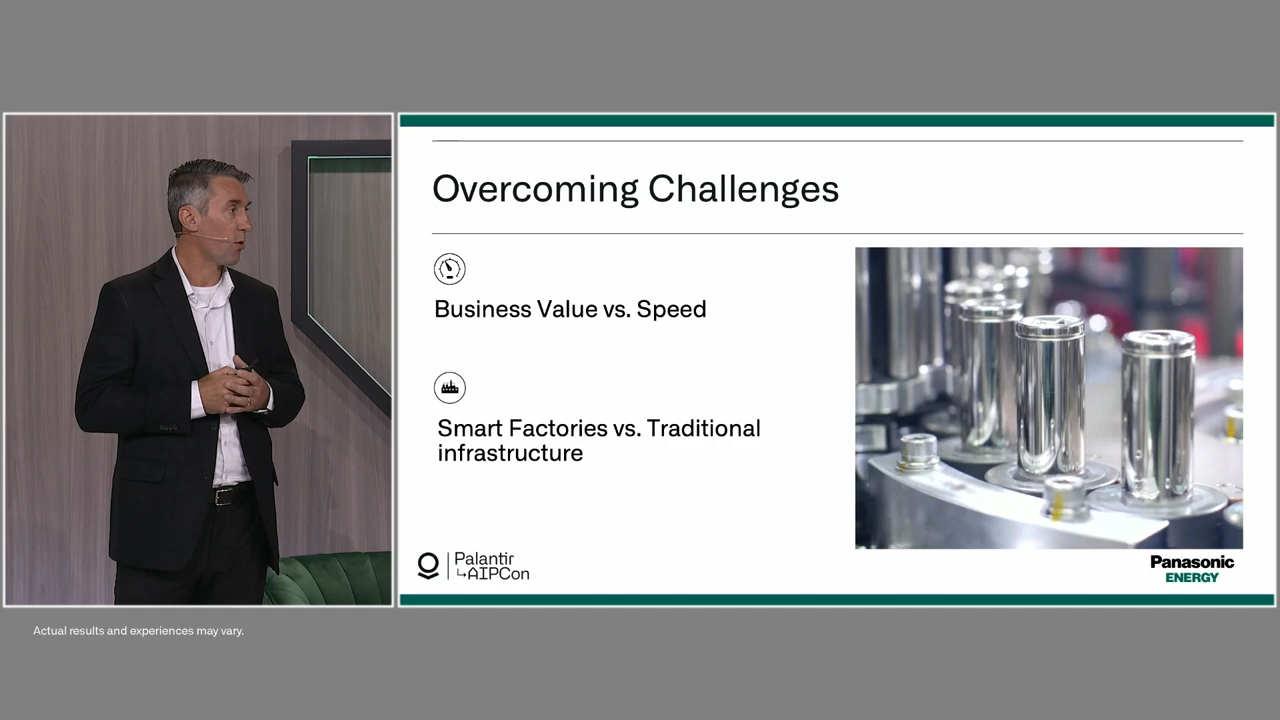 Overcoming Challenges
Business Value vs. Speed
Smart Factories vs. Traditional
infrastructure
Palantir
↳AIPCon
Panasonic
ENERGY
Actual results and experiences may vary.